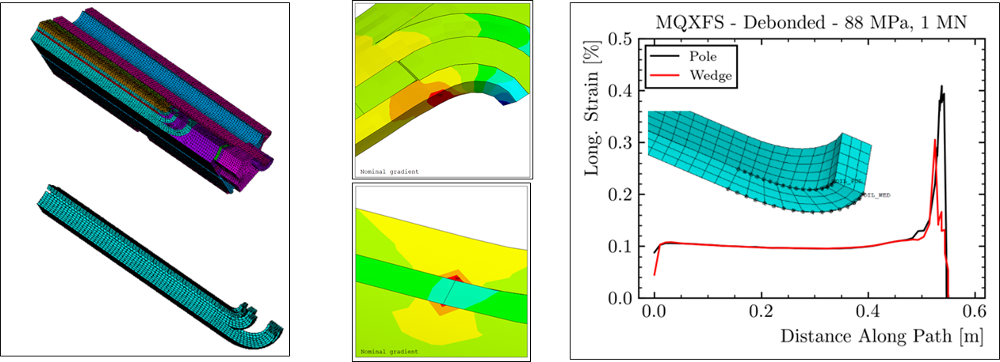 Nominal gradient
Nominal gradient
MQXFS - Debonded - 88 MPa, 1 MN
Long. Strain [%]
0.5
0.4
0.3
0.2
0.1
0.0
Pole
Wedge
0.0 0.2 0.4 0.6
Distance Along Path [m]